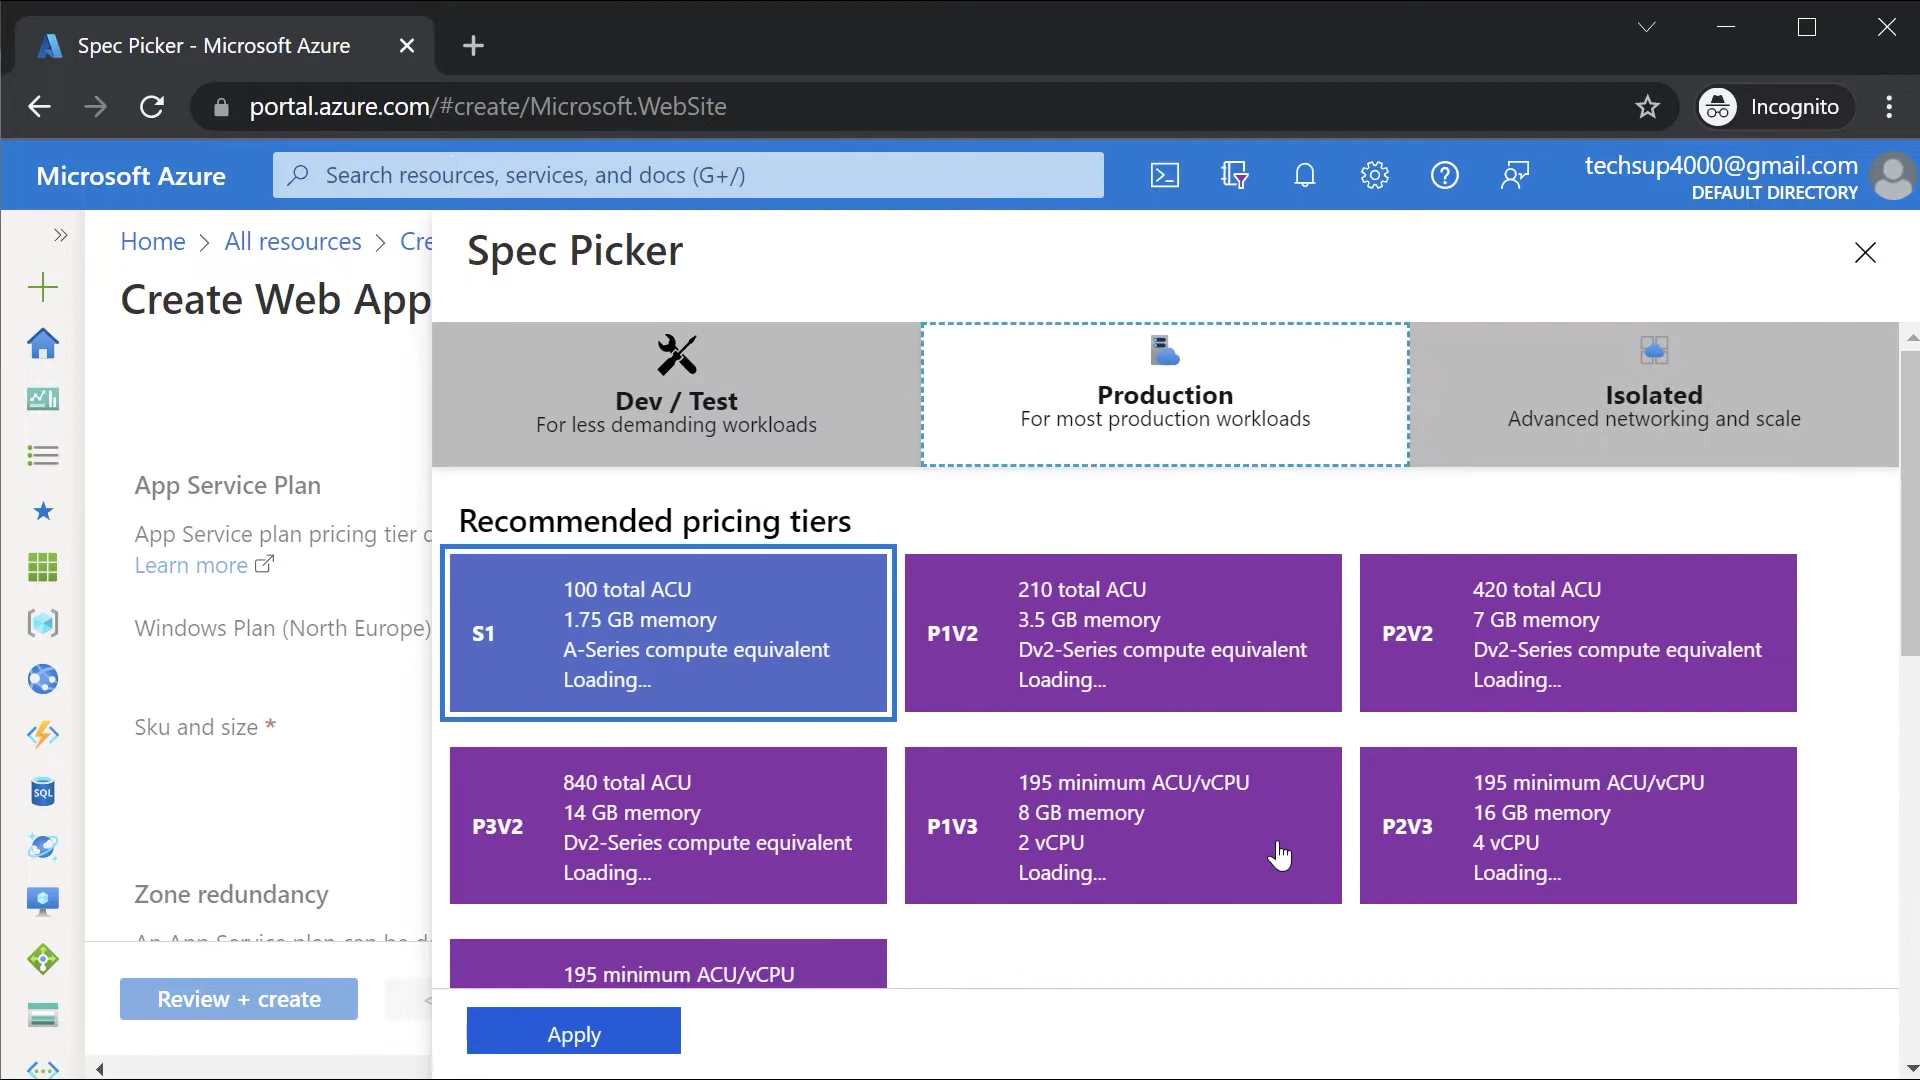 Spec Picker - Microsoft Azure
portal.azure.com/#create/Microsoft.WebSite
Incognito
Microsoft Azure
Search resources, services, and docs (G+/)
techsup4000@gmail.com
DEFAULT DIRECTORY
Home > All resources > Cre
Create Web App
App Service Plan
App Service plan pricing tier
Learn more
Windows Plan (North Europe)
Sku and size *
Zone redundancy
Review + create
<
Spec Picker
Dev / Test
For less demanding workloads
Production
For most production workloads
Isolated
Advanced networking and scale
Recommended pricing tiers
S1
100 total ACU
1.75 GB memory
A-Series compute equivalent
Loading...
P1V2
210 total ACU
3.5 GB memory
Dv2-Series compute equivalent
Loading...
P2V2
420 total ACU
7 GB memory
Dv2-Series compute equivalent
Loading...
P3V2
840 total ACU
14 GB memory
Dv2-Series compute equivalent
Loading...
P1V3
195 minimum ACU/vCPU
8 GB memory
2 vCPU
Loading...
P2V3
195 minimum ACU/vCPU
16 GB memory
4 vCPU
Loading...
195 minimum ACU/vCPU
Apply
SQL